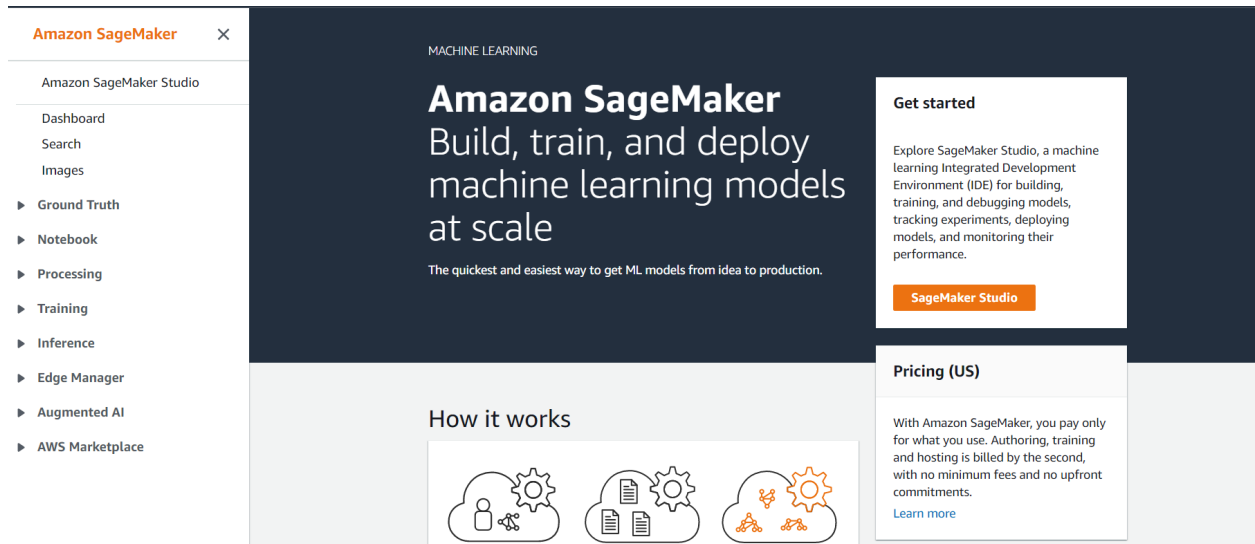 Amazon SageMaker
Amazon SageMaker Studio
Dashboard
Search
Images
Ground Truth
Notebook
Processing
Training
Inference
Edge Manager
Augmented AI
AWS Marketplace
MACHINE LEARNING
Amazon SageMaker
Build, train, and deploy
machine learning models
at scale
The quickest and easiest way to get ML models from idea to production.
Get started
Explore SageMaker Studio, a machine
learning Integrated Development
Environment (IDE) for building,
training, and debugging models,
tracking experiments, deploying
models, and monitoring their
performance.
SageMaker Studio
Pricing (US)
With Amazon SageMaker, you pay only
for what you use. Authoring, training
and hosting is billed by the second,
with no minimum fees and no upfront
commitments.
Learn more
How it works